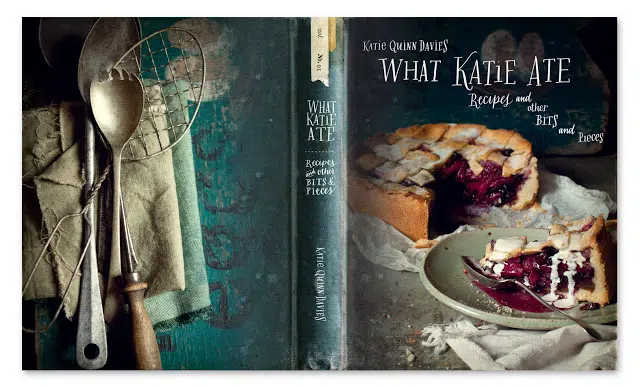 Katie Quinn Davies
What Katie Ate
Recipes and
other
Bits
and Pieces
What
Katie
Ate
Recipes
and other
Bits &
Pieces
Katie Quinn Davies